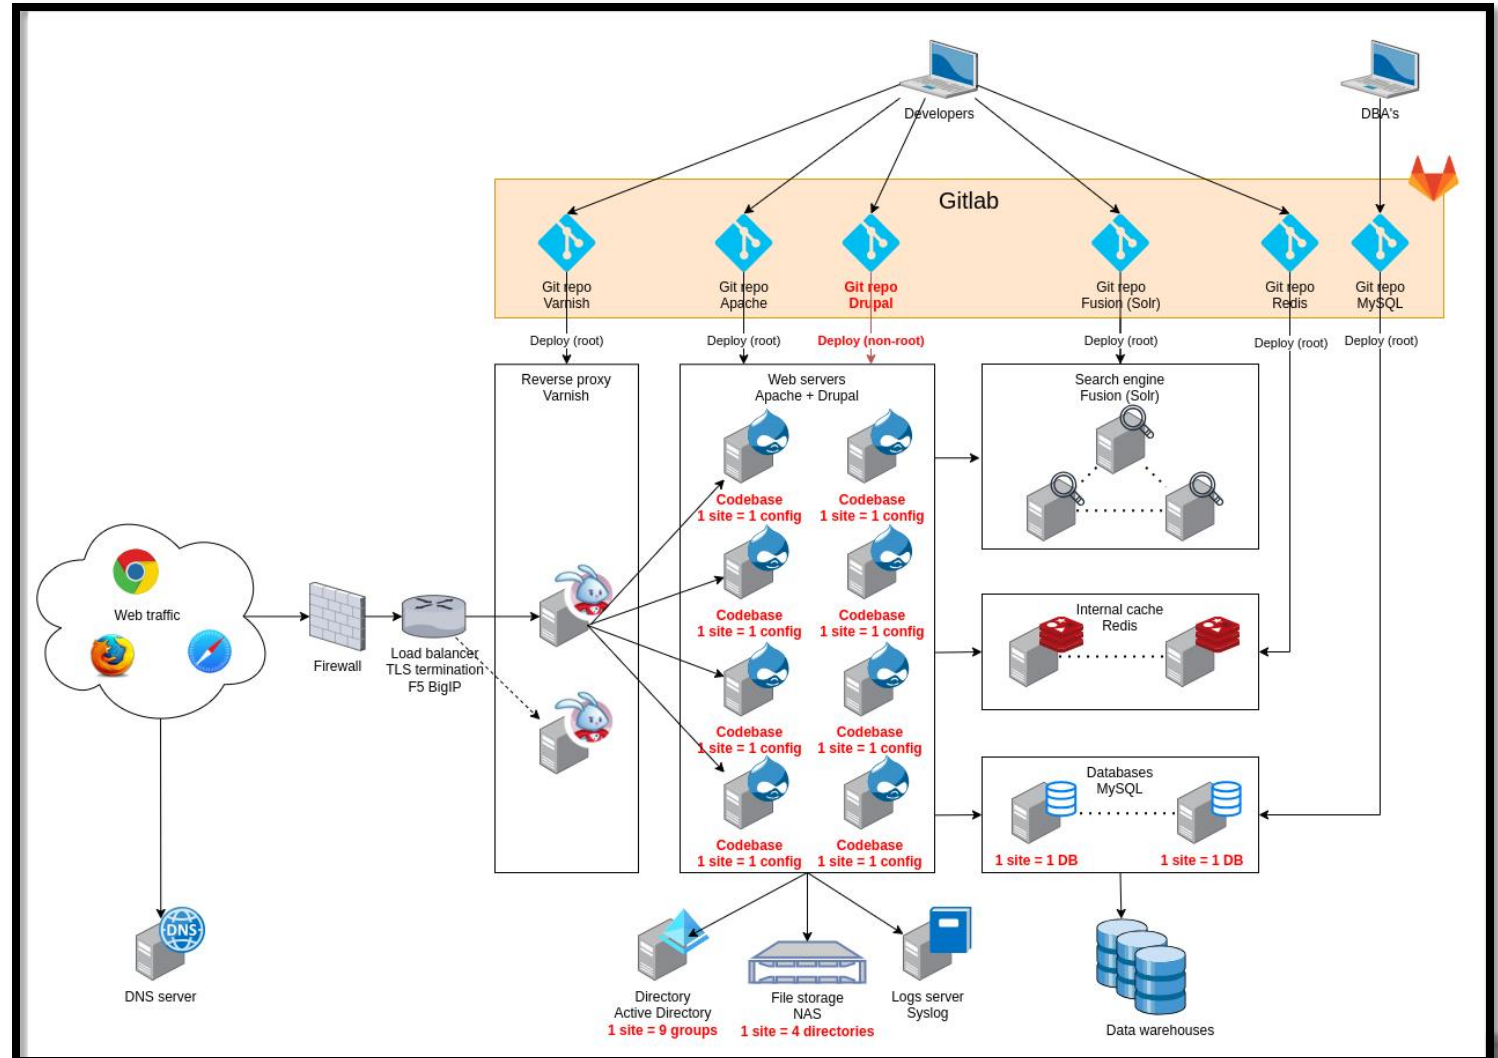 Developers
DBA's
Gitlab
Git repo
Varnish
Git repo
Apache
Git repo
Drupal
Git repo
Fusion (Solr)
Git repo
Redis
Git repo
MySQL
Deploy (root)
Deploy (root)
Deploy (non-root)
Deploy (root)
Deploy (root)
Deploy (root)
Reverse proxy
Varnish
Web servers
Apache + Drupal
Search engine
Fusion (Solr)
Codebase
1 site = 1 config
Codebase
1 site = 1 config
Codebase
1 site = 1 config
Codebase
1 site = 1 config
Codebase
1 site = 1 config
Codebase
1 site = 1 config
Codebase
1 site = 1 config
Codebase
1 site = 1 config
Web traffic
Firewall
Load balancer
TLS termination
F5 BigIP
Internal cache
Redis
Databases
MySQL
1 site = 1 DB
1 site = 1 DB
DNS
DNS server
Directory
Active Directory
1 site = 9 groups
File storage
NAS
1 site = 4 directories
Logs server
Syslog
Data warehouses